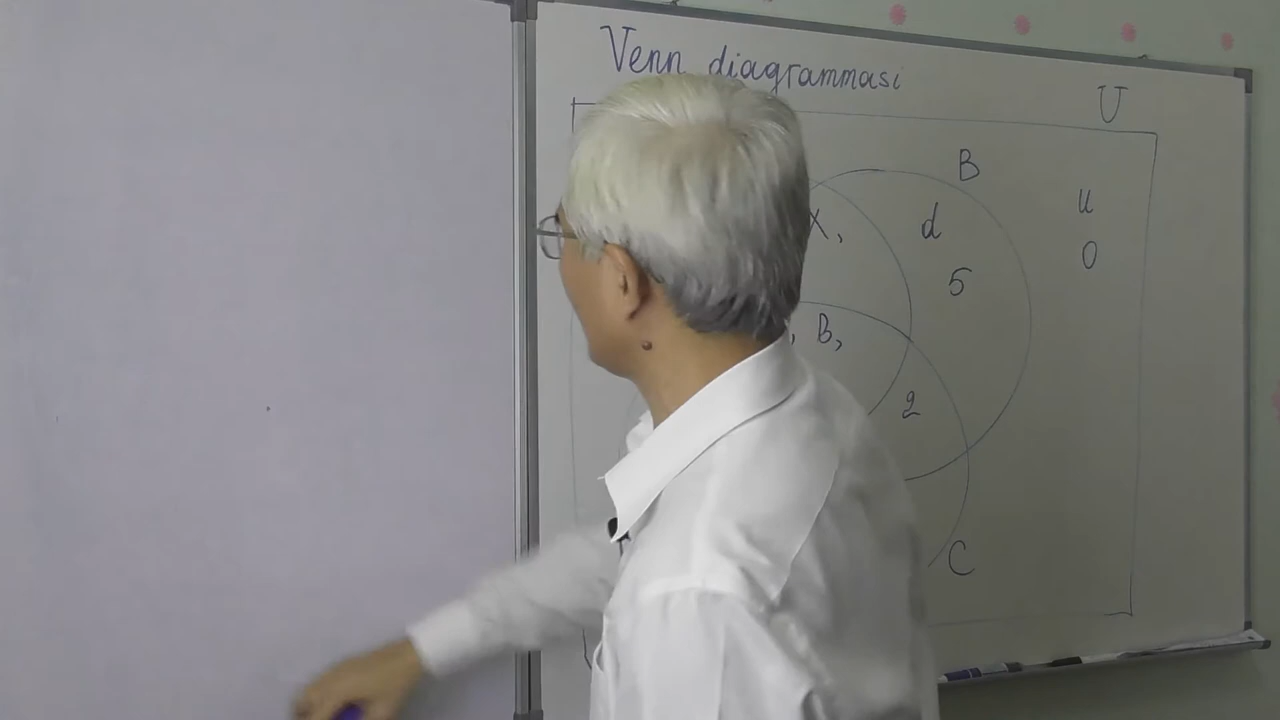 Venn diagrammasi
U
B
X, d u
5 0
, B,
2
C